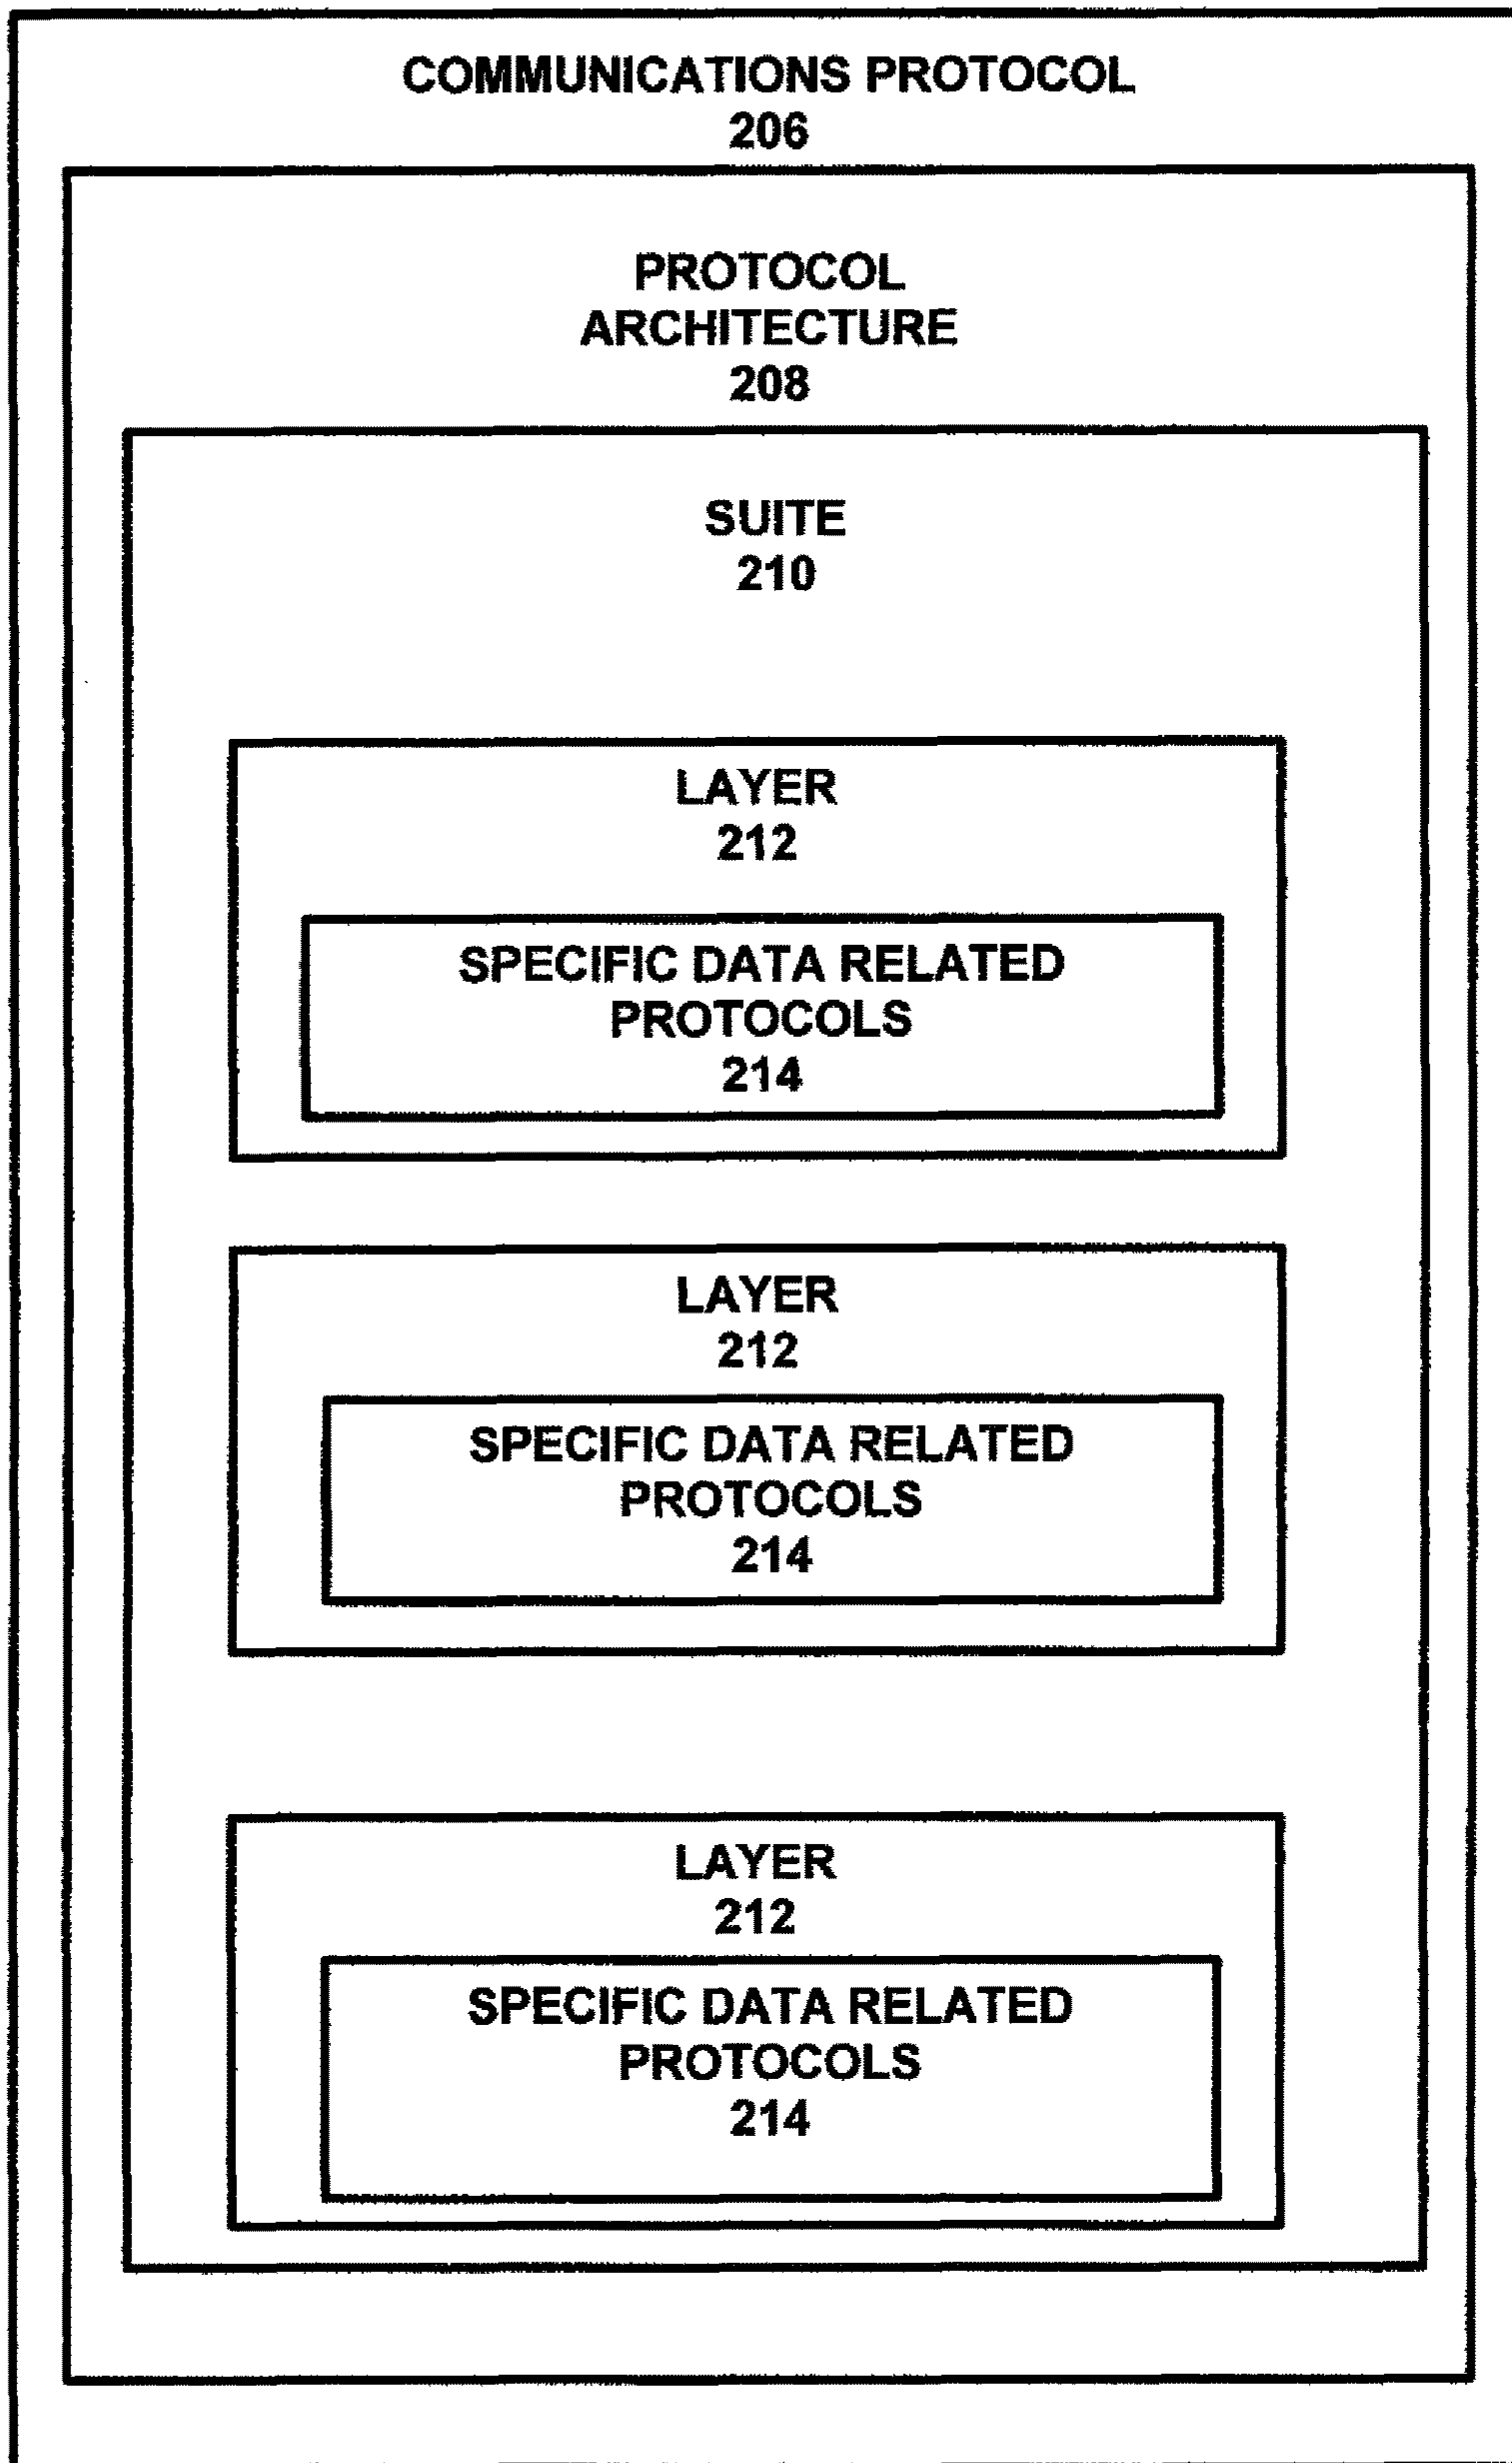 COMMUNICATIONS PROTOCOL
206
PROTOCOL
ARCHITECTURE
208
SUITE
210
LAYER
212
SPECIFIC DATA RELATED
PROTOCOLS
214
LAYER
212
SPECIFIC DATA RELATED
PROTOCOLS
214
LAYER
212
SPECIFIC DATA RELATED
PROTOCOLS
214